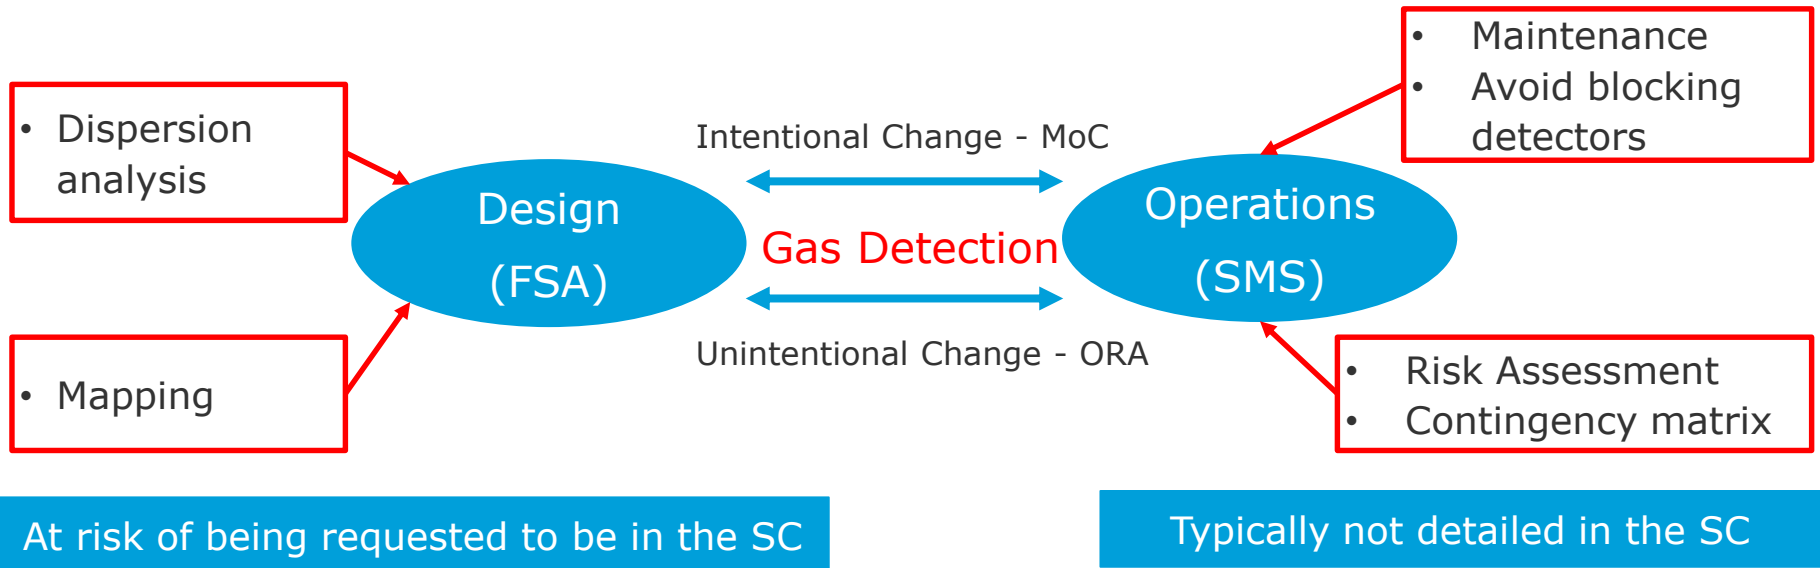 • Dispersion
analysis
• Mapping
Design
(FSA)
Intentional Change - MoC
Gas Detection
Unintentional Change - ORA
Operations
(SMS)
• Maintenance
• Avoid blocking
detectors
• Risk Assessment
• Contingency matrix
At risk of being requested to be in the SC
Typically not detailed in the SC